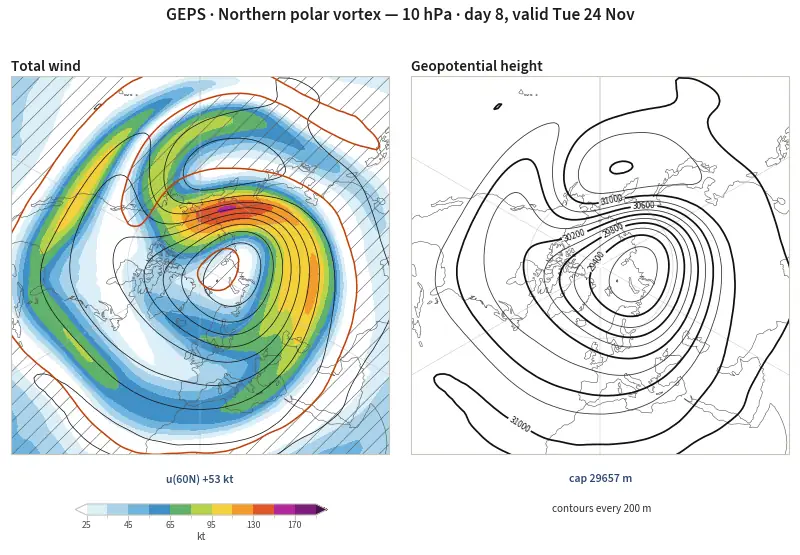 GEPS · Northern polar vortex — 10 hPa · day 8, valid Tue 24 Nov
Total wind
Geopotential height
31000
30600
30200
29800
29400
31000
u(60N) +53 kt
cap 29657 m
contours every 200 m
25 45 65 95 130 170
kt